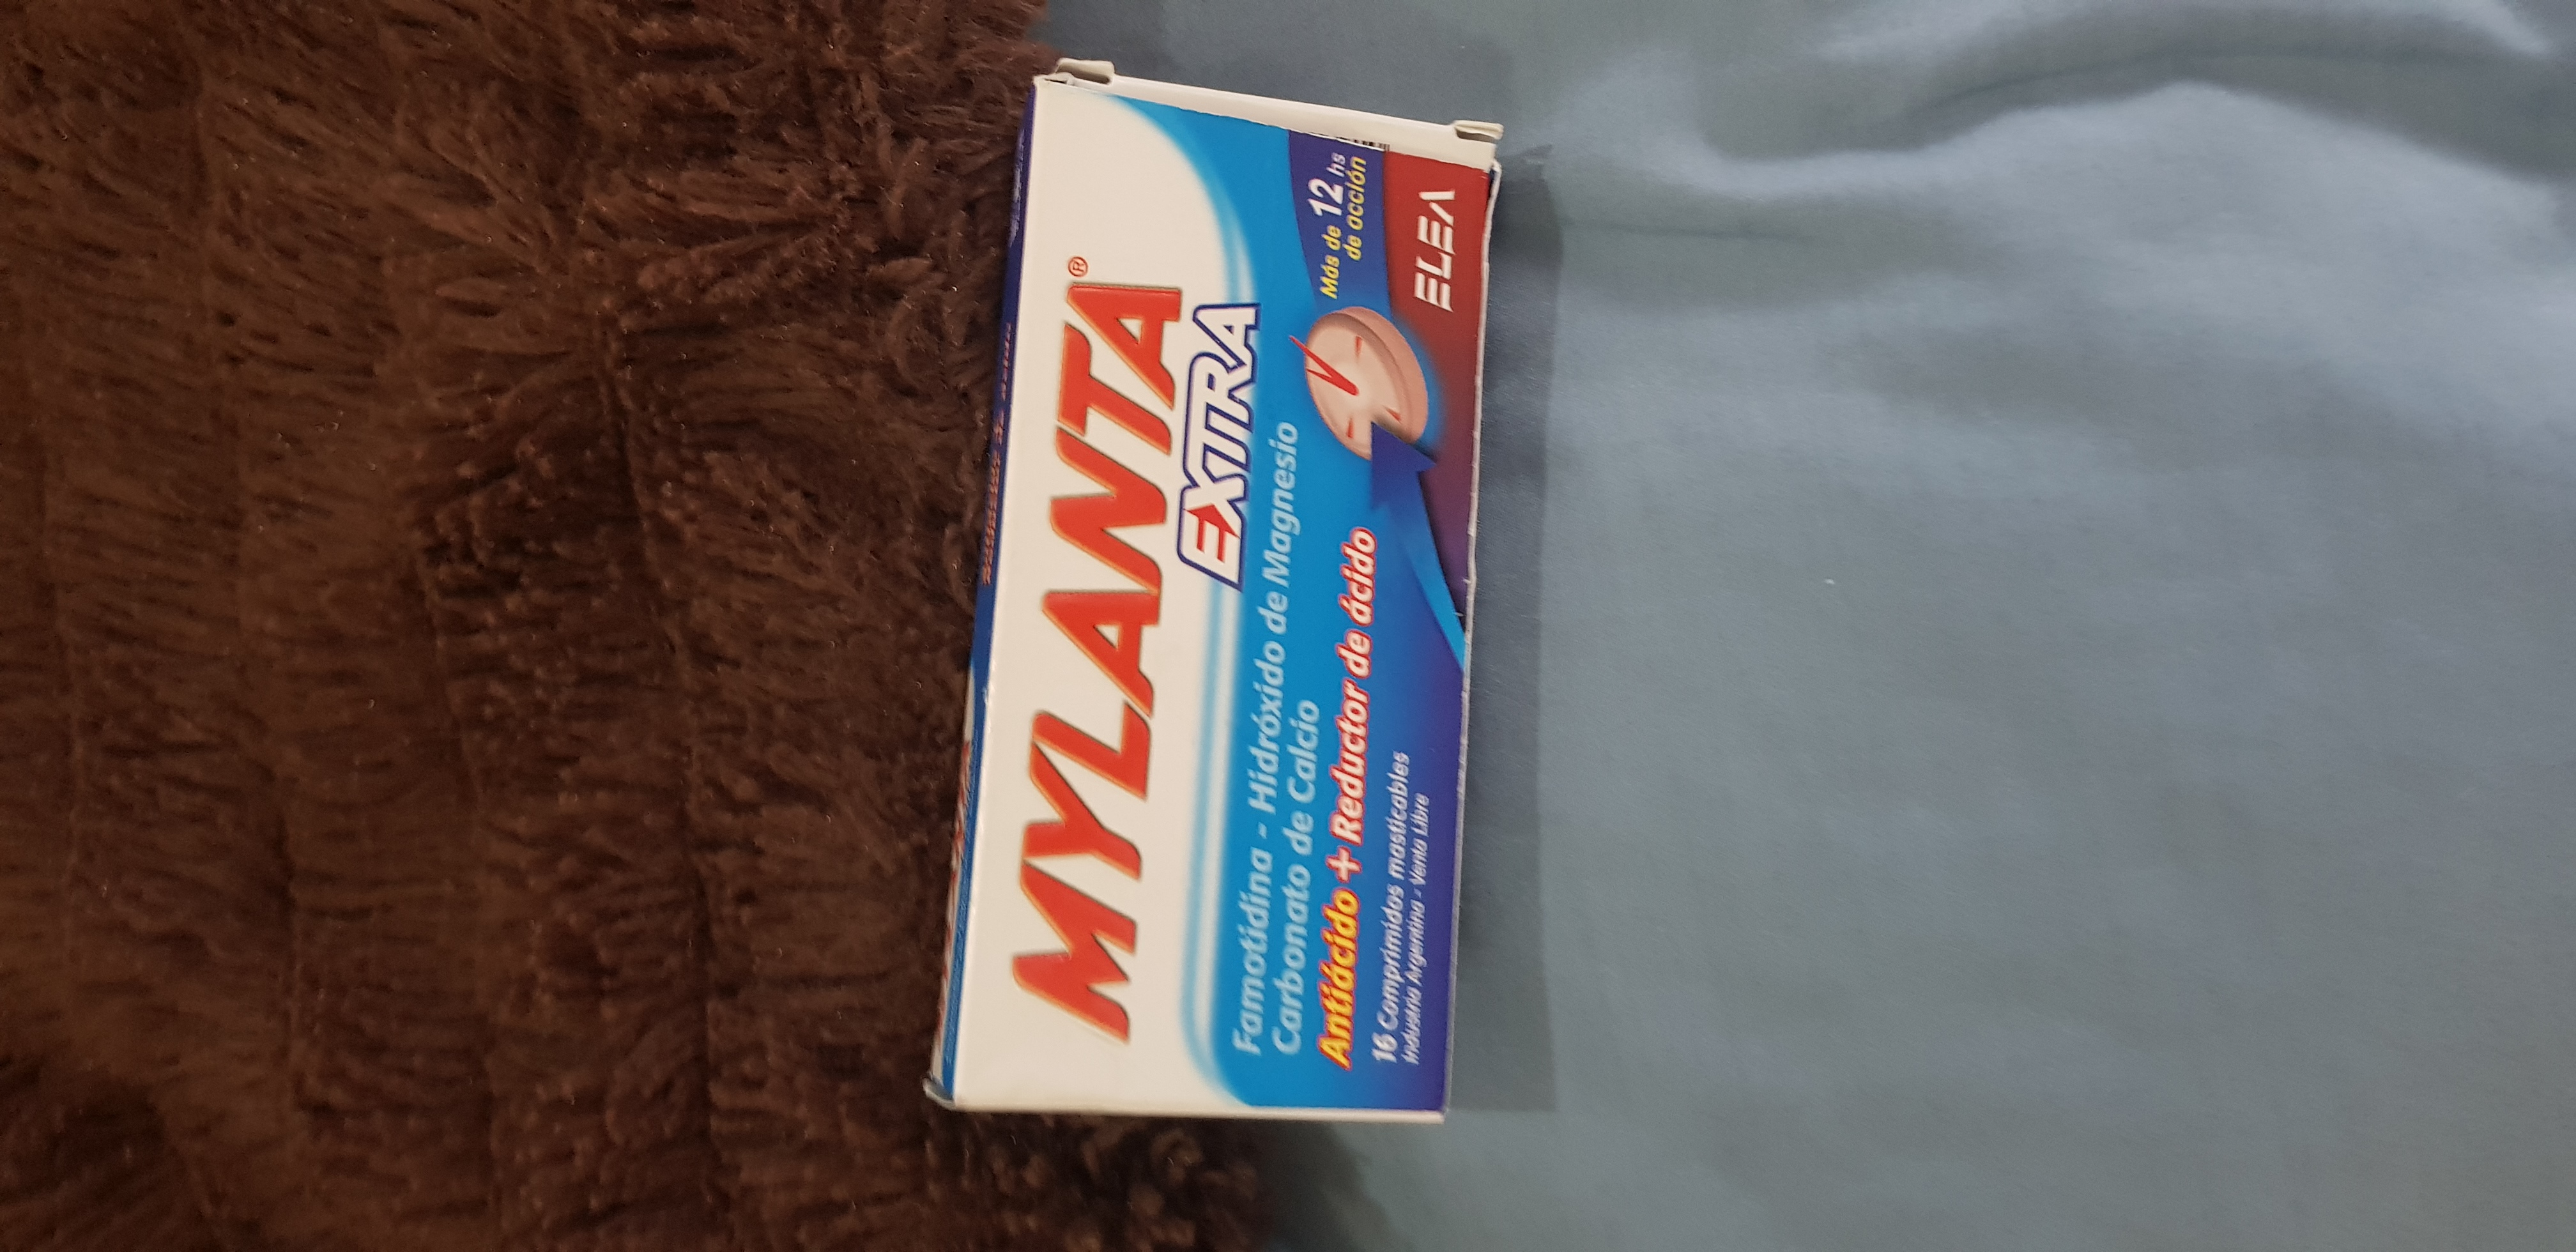 MYLANTA®
EXTRA
Famotidina - Hidróxido de Magnesio
Carbonato de Calcio
Antiácido + Reductor de ácido
16 Comprimidos masticables
Industria Argentina - Venta Libre
Más de 12 hs
de acción
ELEA